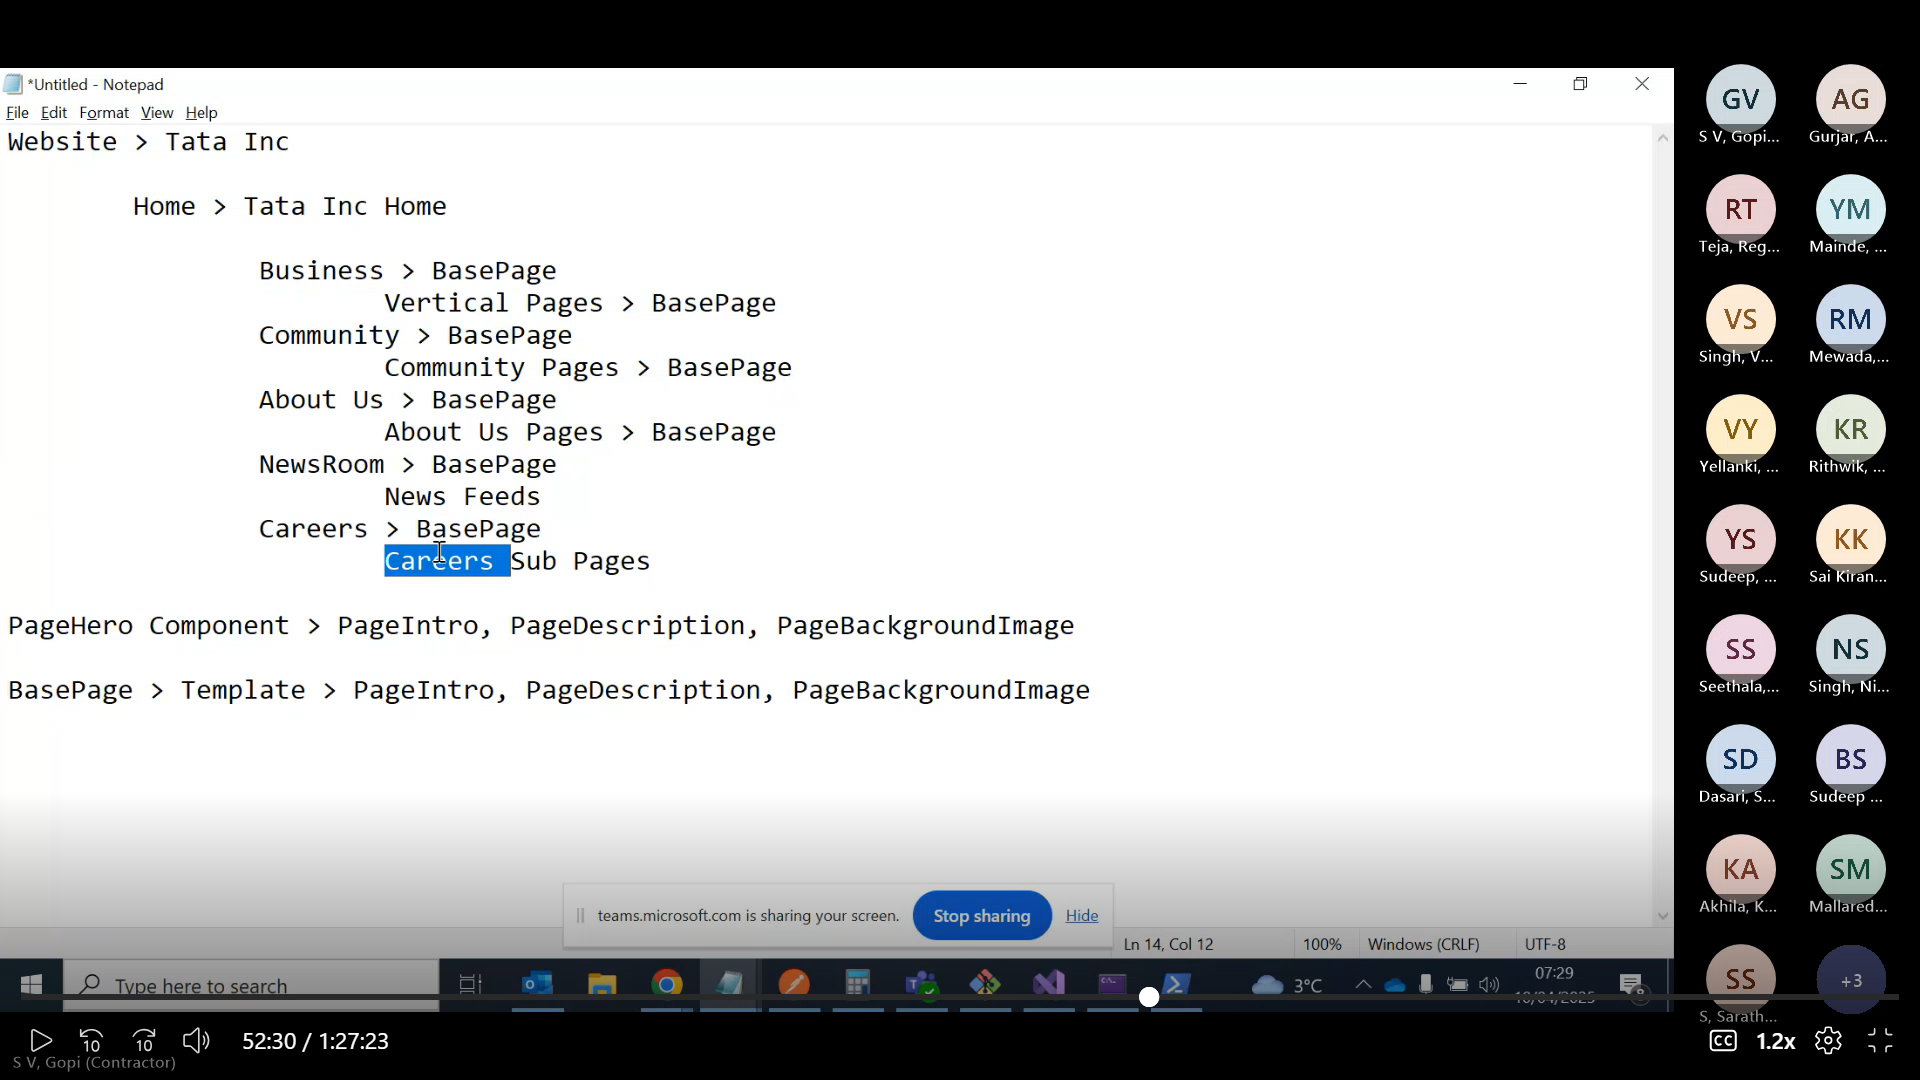 *Untitled - Notepad
File Edit Format View Help
Website > Tata Inc
Home > Tata Inc Home
Business > BasePage
Vertical Pages > BasePage
Community > BasePage
Community Pages > BasePage
About Us > BasePage
About Us Pages > BasePage
NewsRoom > BasePage
News Feeds
Careers > BasePage
Careers Sub Pages
PageHero Component > PageIntro, PageDescription, PageBackgroundImage
BasePage > Template > PageIntro, PageDescription, PageBackgroundImage
teams.microsoft.com is sharing your screen. Stop sharing Hide
Ln 14, Col 12 100% Windows (CRLF) UTF-8
Type here to search
3°C
07:29
GV AG
S V, Gopi... Gurjar, A...
RT YM
Teja, Reg... Mainde, ...
VS RM
Singh, V... Mewada,...
VY KR
Yellanki, ... Rithwik, ...
YS KK
Sudeep, ... Sai Kiran...
SS NS
Seethala,... Singh, Ni...
SD BS
Dasari, S... Sudeep ...
KA SM
Akhila, K... Mallared...
SS +3
S, Sarath...
10 10 52:30 / 1:27:23 CC 1.2x
S V, Gopi (Contractor)